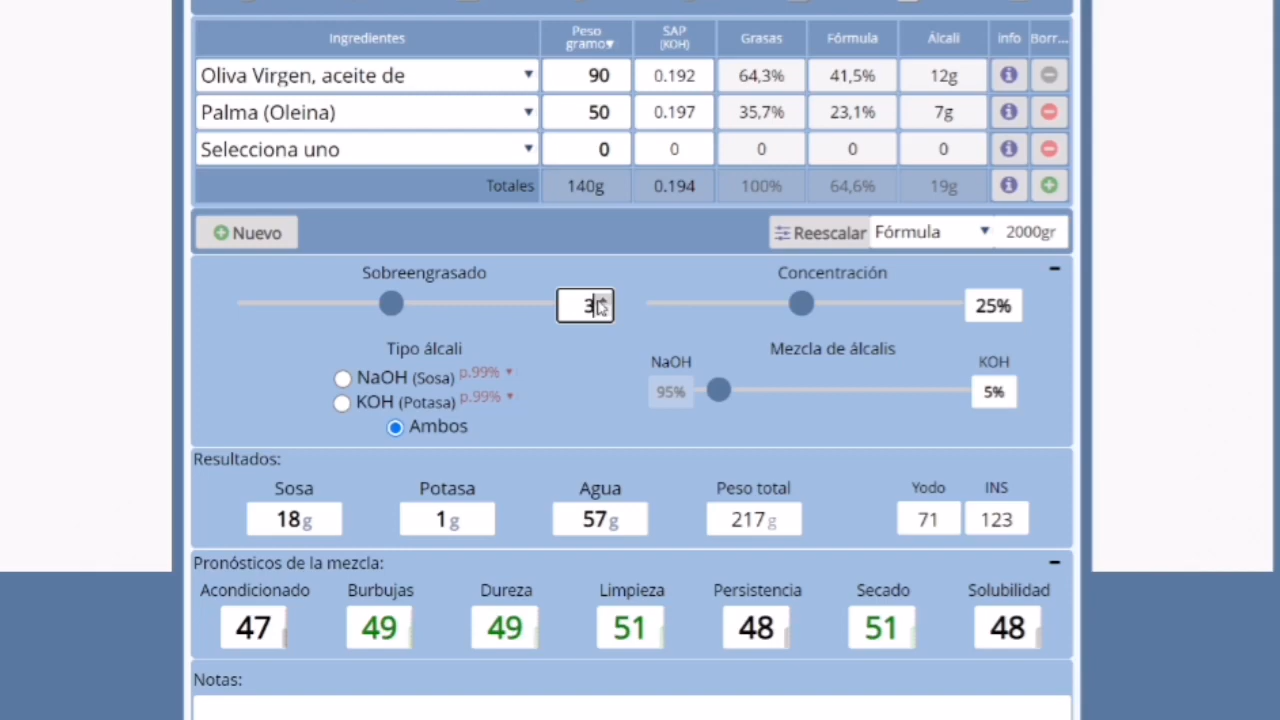 Ingredientes Peso gramo▼ SAP (KOH) Grasas Fórmula Álcali Info Borr...
Oliva Virgen, aceite de 90 0.192 64,3% 41,5% 12g
Palma (Oleina) 50 0.197 35,7% 23,1% 7g
Selecciona uno 0 0 0 0 0
Totales 140g 0.194 100% 64,6% 19g
Nuevo Reescalar Fórmula 2000gr
Sobreengrasado Concentración
3 25%
Tipo álcali Mezcla de álcalis
NaOH KOH
NaOH (Sosa) p.99%
95% 5%
KOH (Potasa) p.99%
Ambos
Resultados:
Sosa Potasa Agua Peso total Yodo INS
18g 1g 57g 217g 71 123
Pronósticos de la mezcla:
Acondicionado Burbujas Dureza Limpieza Persistencia Secado Solubilidad
47 49 49 51 48 51 48
Notas: